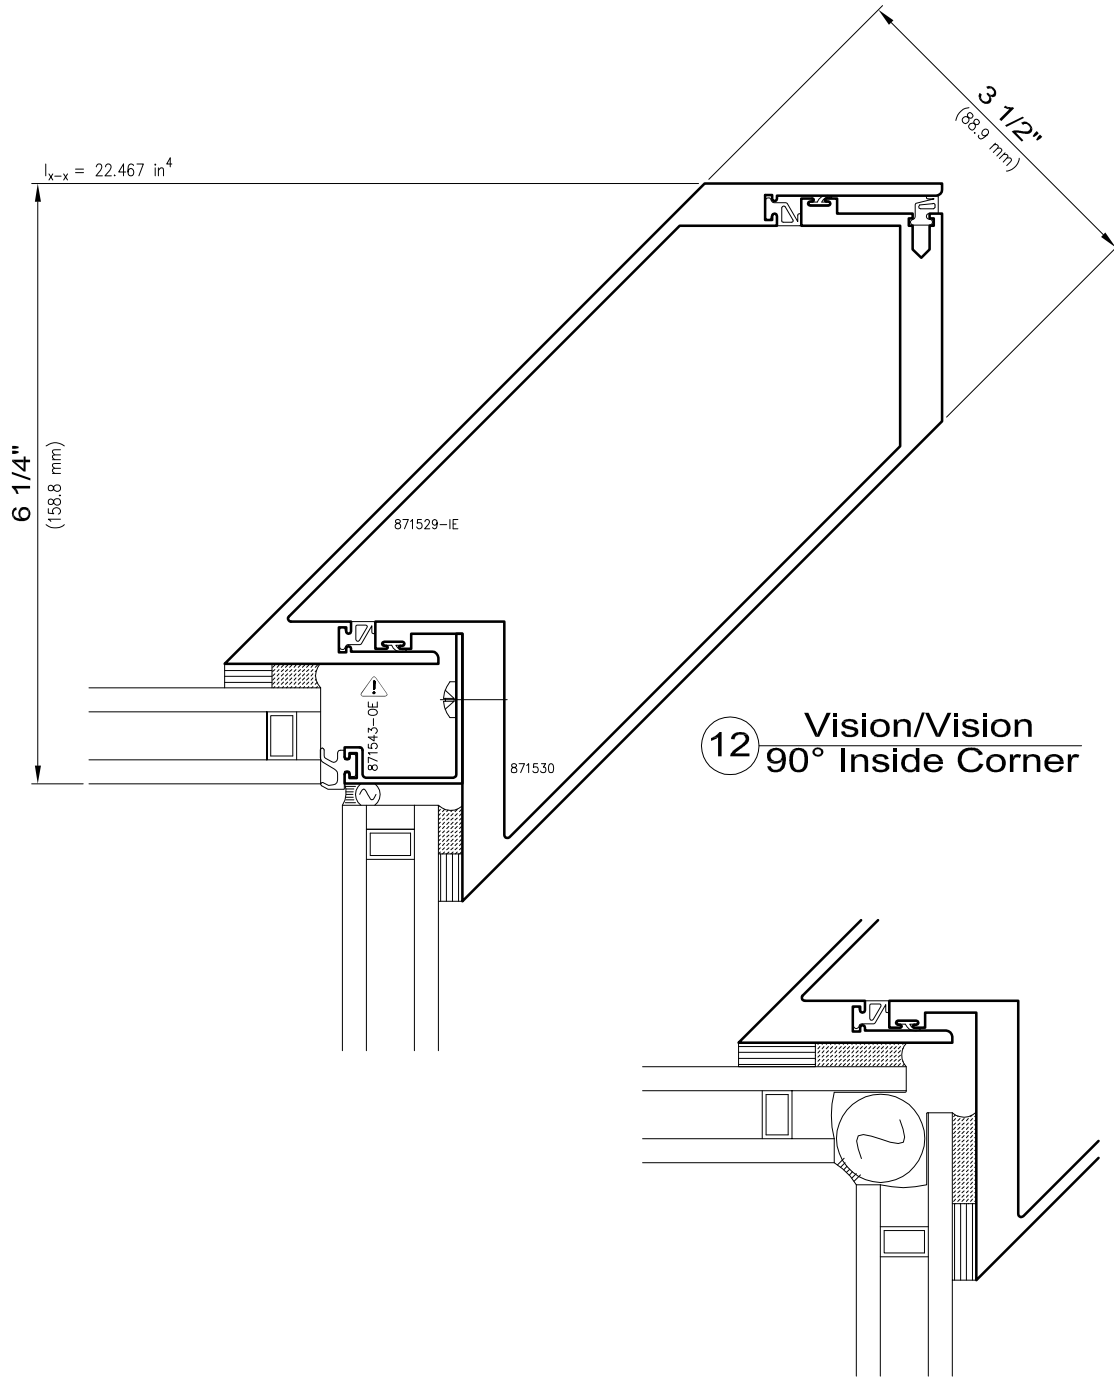 3 1/2"
(88.9 mm)
Ix-x = 22.467 in4
6 1/4"
(158.8 mm)
871529-IE
871543-OE
871530
12
Vision/Vision
90° Inside Corner